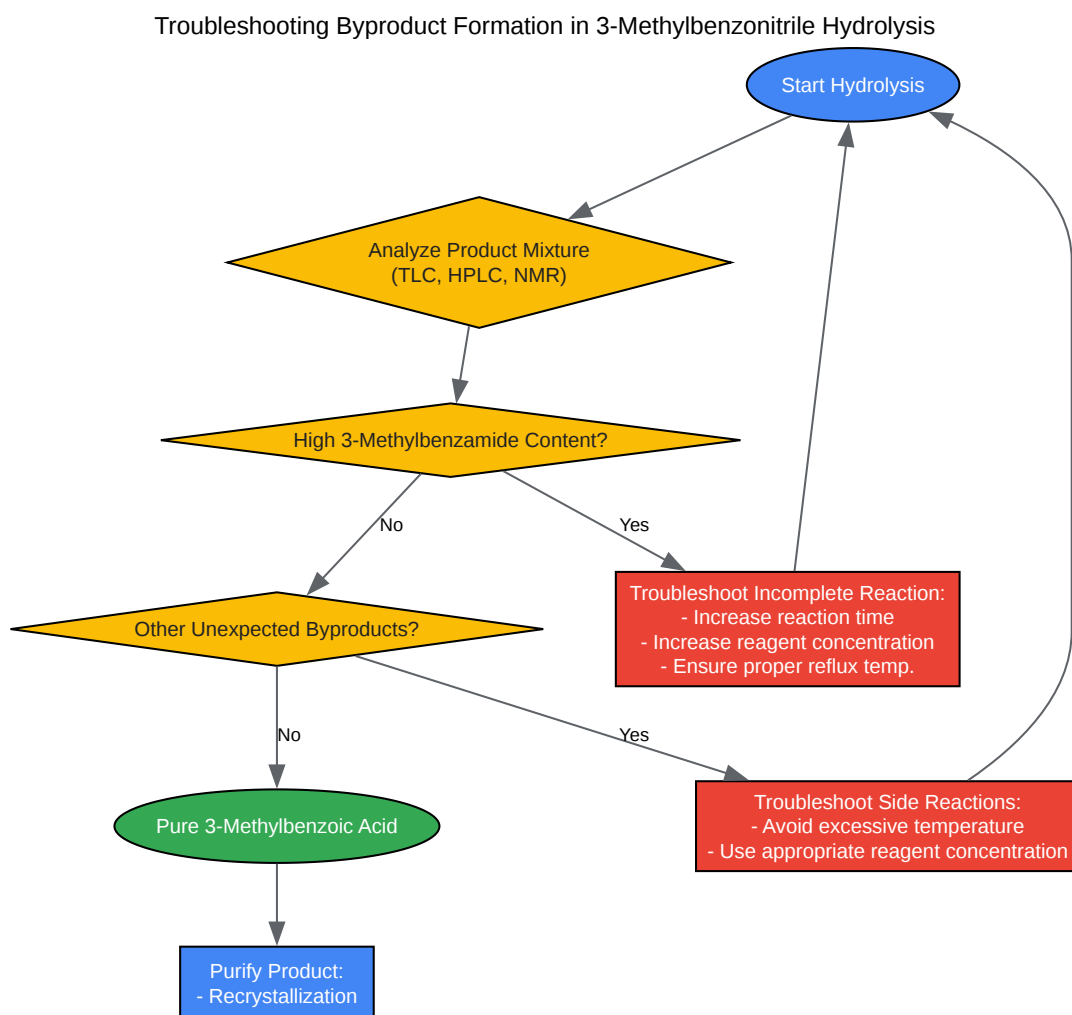 Troubleshooting Byproduct Formation in 3-Methylbenzonitrile Hydrolysis
Start Hydrolysis
Analyze Product Mixture
(TLC, HPLC, NMR)
High 3-Methylbenzamide Content?
No
Yes
Troubleshoot Incomplete Reaction:
- Increase reaction time
- Increase reagent concentration
- Ensure proper reflux temp.
Other Unexpected Byproducts?
No
Yes
Troubleshoot Side Reactions:
- Avoid excessive temperature
- Use appropriate reagent concentration
Pure 3-Methylbenzoic Acid
Purify Product:
- Recrystallization